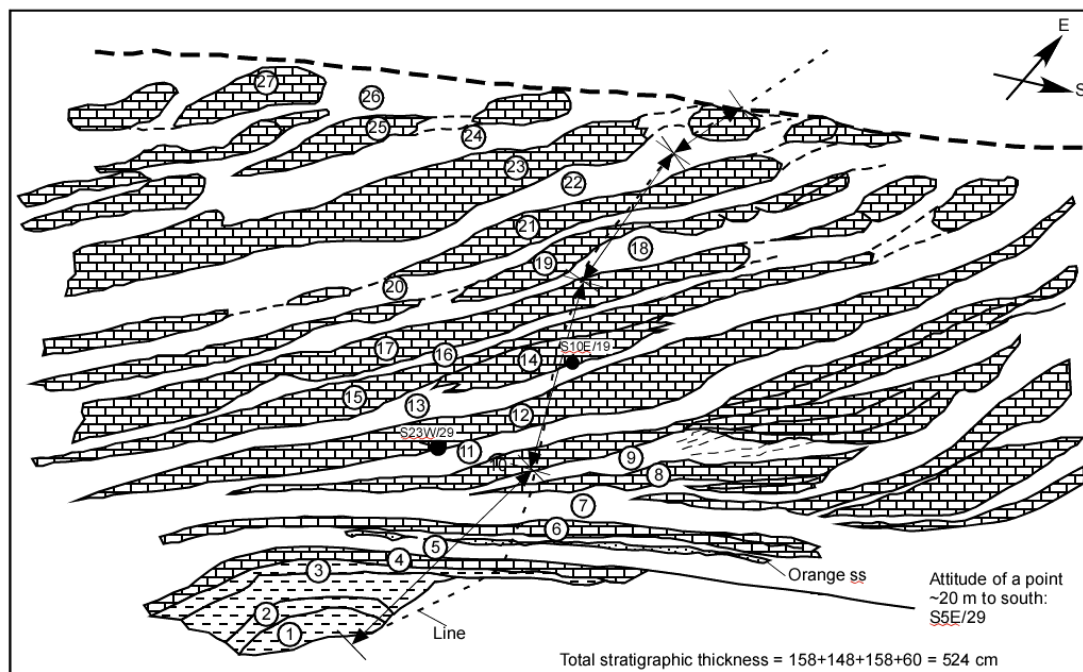 E
S
27
26
25
24
23
22
21
18
19
20
S10E/19
17
16
14
15
13
12
S23W/29
11
10
9
8
7
6
5
Orange ss
4
3
2
1
Line
Attitude of a point
~20 m to south:
S5E/29
Total stratigraphic thickness = 158+148+158+60 = 524 cm